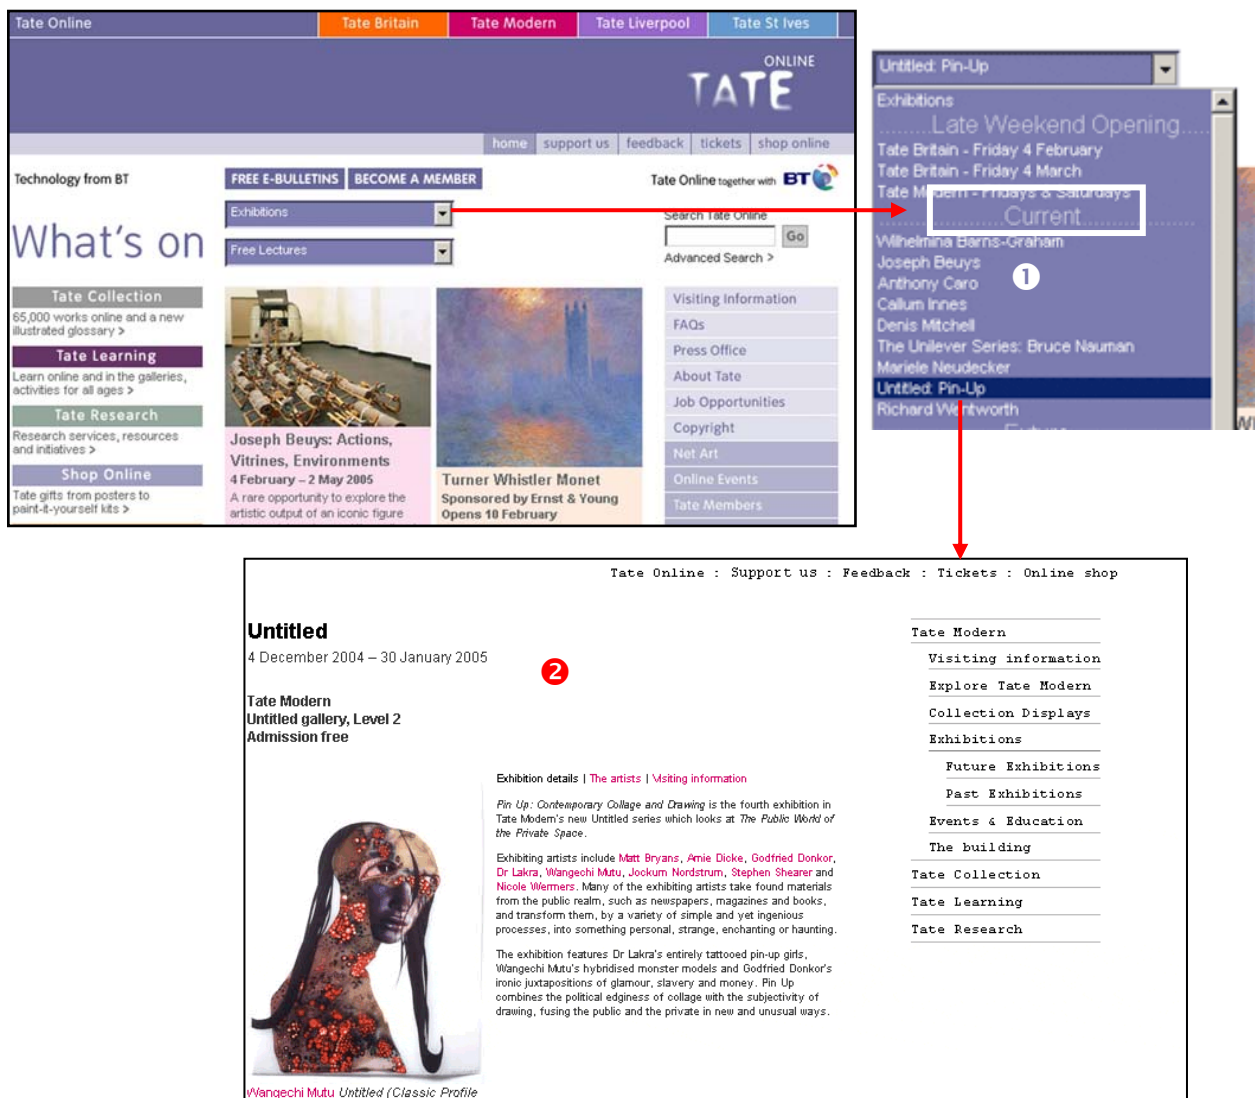 Tate Online
Tate Britain
Tate Modern
Tate Liverpool
Tate St Ives
ONLINE
TATE
home
support us
feedback
tickets
shop online
Technology from BT
FREE E-BULLETINS
BECOME A MEMBER
Tate Online together with BT
What's on
Exhibitions
Free Lectures
Search Tate Online
Go
Advanced Search >
Tate Collection
65,000 works online and a new
illustrated glossary >
Tate Learning
Learn online and in the galleries,
activities for all ages >
Tate Research
Research services, resources
and initiatives >
Shop Online
Tate gifts from posters to
paint-it-yourself kits >
Joseph Beuys: Actions,
Vitrines, Environments
4 February – 2 May 2005
A rare opportunity to explore the
artistic output of an iconic figure
Turner Whistler Monet
Sponsored by Ernst & Young
Opens 10 February
Visiting Information
FAQs
Press Office
About Tate
Job Opportunities
Copyright
Net Art
Online Events
Tate Members
Untitled: Pin-Up
Exhibitions
.........Late Weekend Opening.....
Tate Britain - Friday 4 February
Tate Britain - Friday 4 March
Tate Modern - Fridays & Saturdays
....................Current..................
Wilhelmina Barns-Graham
Joseph Beuys
Anthony Caro
Callum Innes
Denis Mitchell
The Unilever Series: Bruce Nauman
Mariele Neudecker
Untitled: Pin-Up
Richard Wentworth
1
Tate Online : Support us : Feedback : Tickets : Online shop
Untitled
4 December 2004 – 30 January 2005
2
Tate Modern
Untitled gallery, Level 2
Admission free
Exhibition details | The artists | Visiting information
Pin Up: Contemporary Collage and Drawing is the fourth exhibition in
Tate Modern's new Untitled series which looks at The Public World of
the Private Space.
Exhibiting artists include Matt Bryans, Amie Dicke, Godfried Donkor,
Dr Lakra, Wangechi Mutu, Jockum Nordstrum, Stephen Shearer and
Nicole Wermers. Many of the exhibiting artists take found materials
from the public realm, such as newspapers, magazines and books,
and transform them, by a variety of simple and yet ingenious
processes, into something personal, strange, enchanting or haunting.
The exhibition features Dr Lakra's entirely tattooed pin-up girls,
Wangechi Mutu's hybridised monster models and Godfried Donkor's
ironic juxtapositions of glamour, slavery and money. Pin Up
combines the political edginess of collage with the subjectivity of
drawing, fusing the public and the private in new and unusual ways.
Wangechi Mutu Untitled (Classic Profile
Tate Modern
Visiting information
Explore Tate Modern
Collection Displays
Exhibitions
Future Exhibitions
Past Exhibitions
Events & Education
The building
Tate Collection
Tate Learning
Tate Research